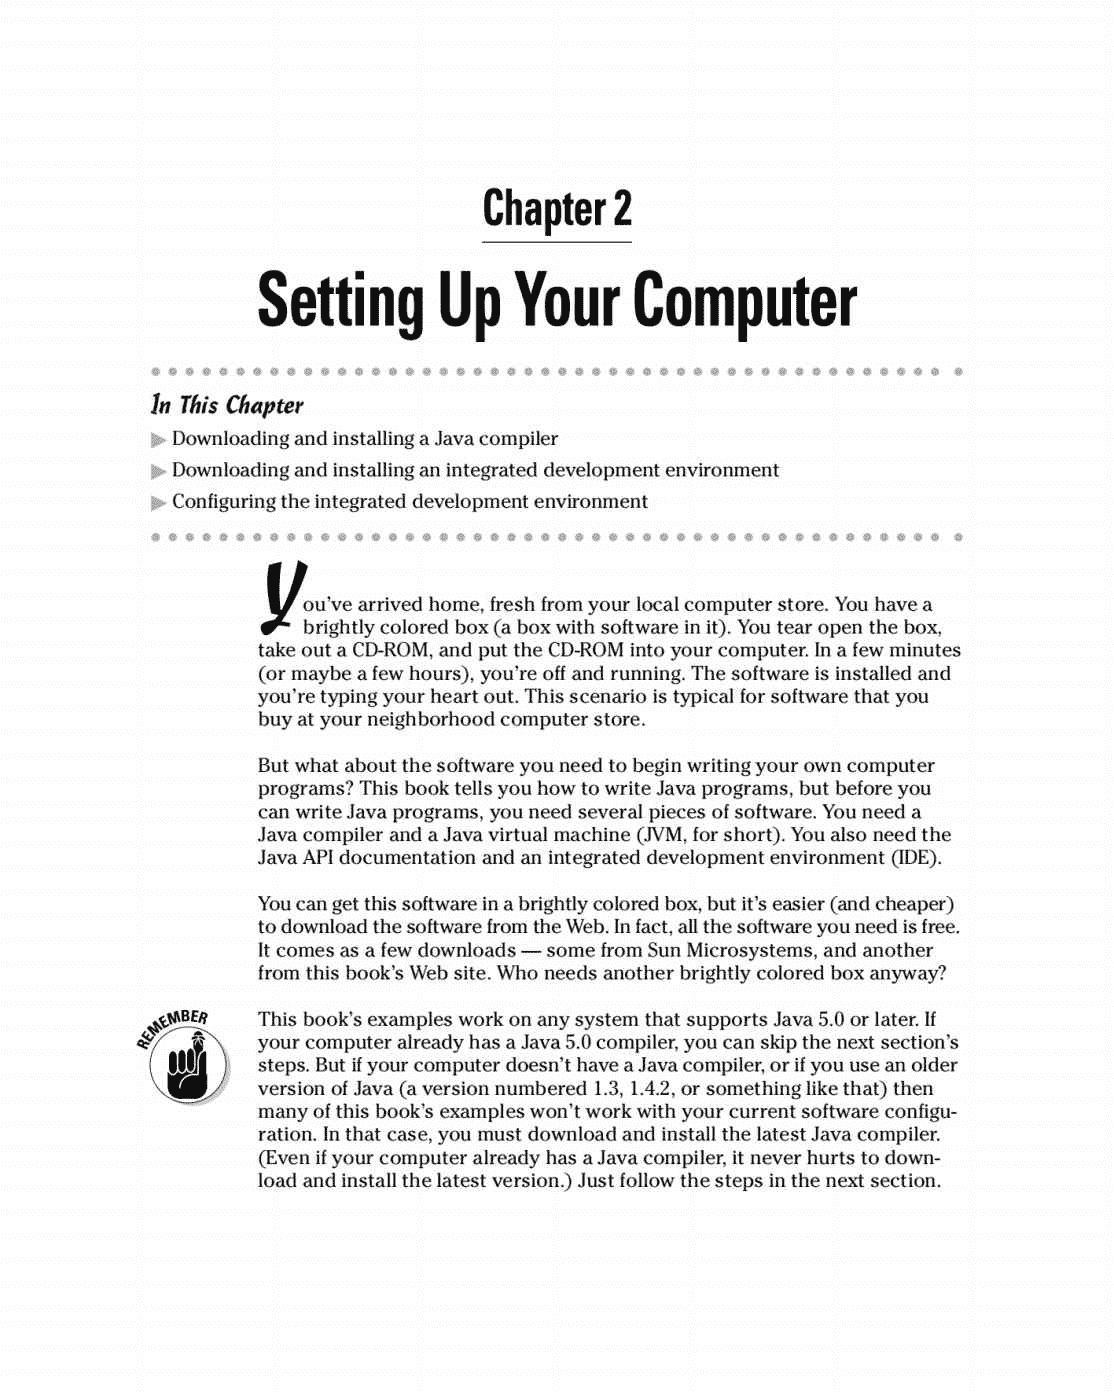 Chapter 2
Setting Up Your Computer
In This Chapter
Downloading and installing a Java compiler
Downloading and installing an integrated development environment
Configuring the integrated development environment
You've arrived home, fresh from your local computer store. You have a
brightly colored box (a box with software in it). You tear open the box,
take out a CD-ROM, and put the CD-ROM into your computer. In a few minutes
(or maybe a few hours), you're off and running. The software is installed and
you're typing your heart out. This scenario is typical for software that you
buy at your neighborhood computer store.
But what about the software you need to begin writing your own computer
programs? This book tells you how to write Java programs, but before you
can write Java programs, you need several pieces of software. You need a
Java compiler and a Java virtual machine (JVM, for short). You also need the
Java API documentation and an integrated development environment (IDE).
You can get this software in a brightly colored box, but it's easier (and cheaper)
to download the software from the Web. In fact, all the software you need is free.
It comes as a few downloads — some from Sun Microsystems, and another
from this book's Web site. Who needs another brightly colored box anyway?
REMEMBER
This book's examples work on any system that supports Java 5.0 or later. If
your computer already has a Java 5.0 compiler, you can skip the next section's
steps. But if your computer doesn't have a Java compiler, or if you use an older
version of Java (a version numbered 1.3, 1.4.2, or something like that) then
many of this book's examples won't work with your current software configu-
ration. In that case, you must download and install the latest Java compiler.
(Even if your computer already has a Java compiler, it never hurts to down-
load and install the latest version.) Just follow the steps in the next section.